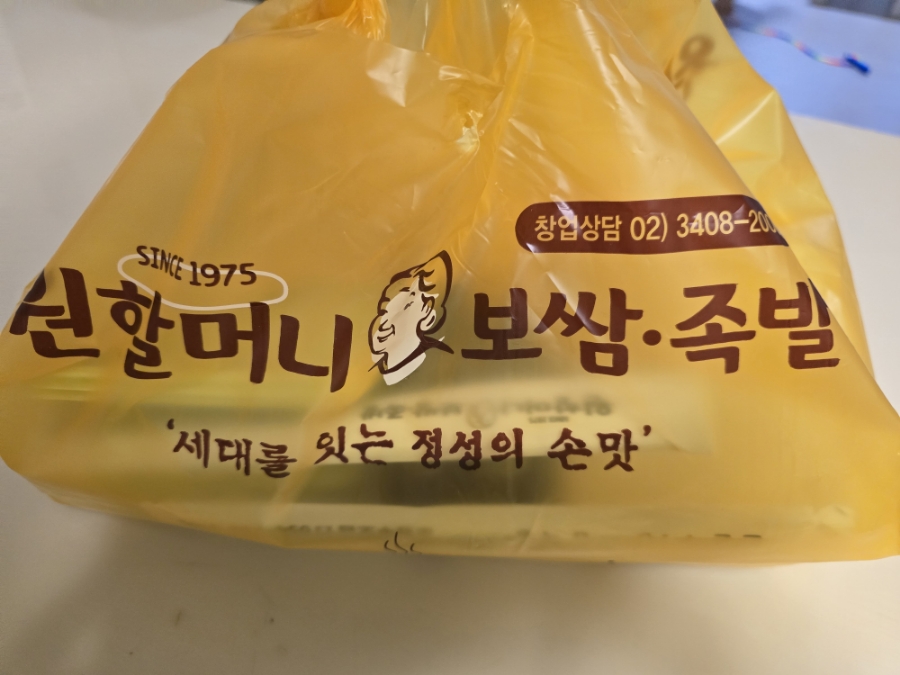 창업상담 02) 3408-200
SINCE 1975
원할머니 보쌈·족발
'세대를 잇는 정성의 손맛'